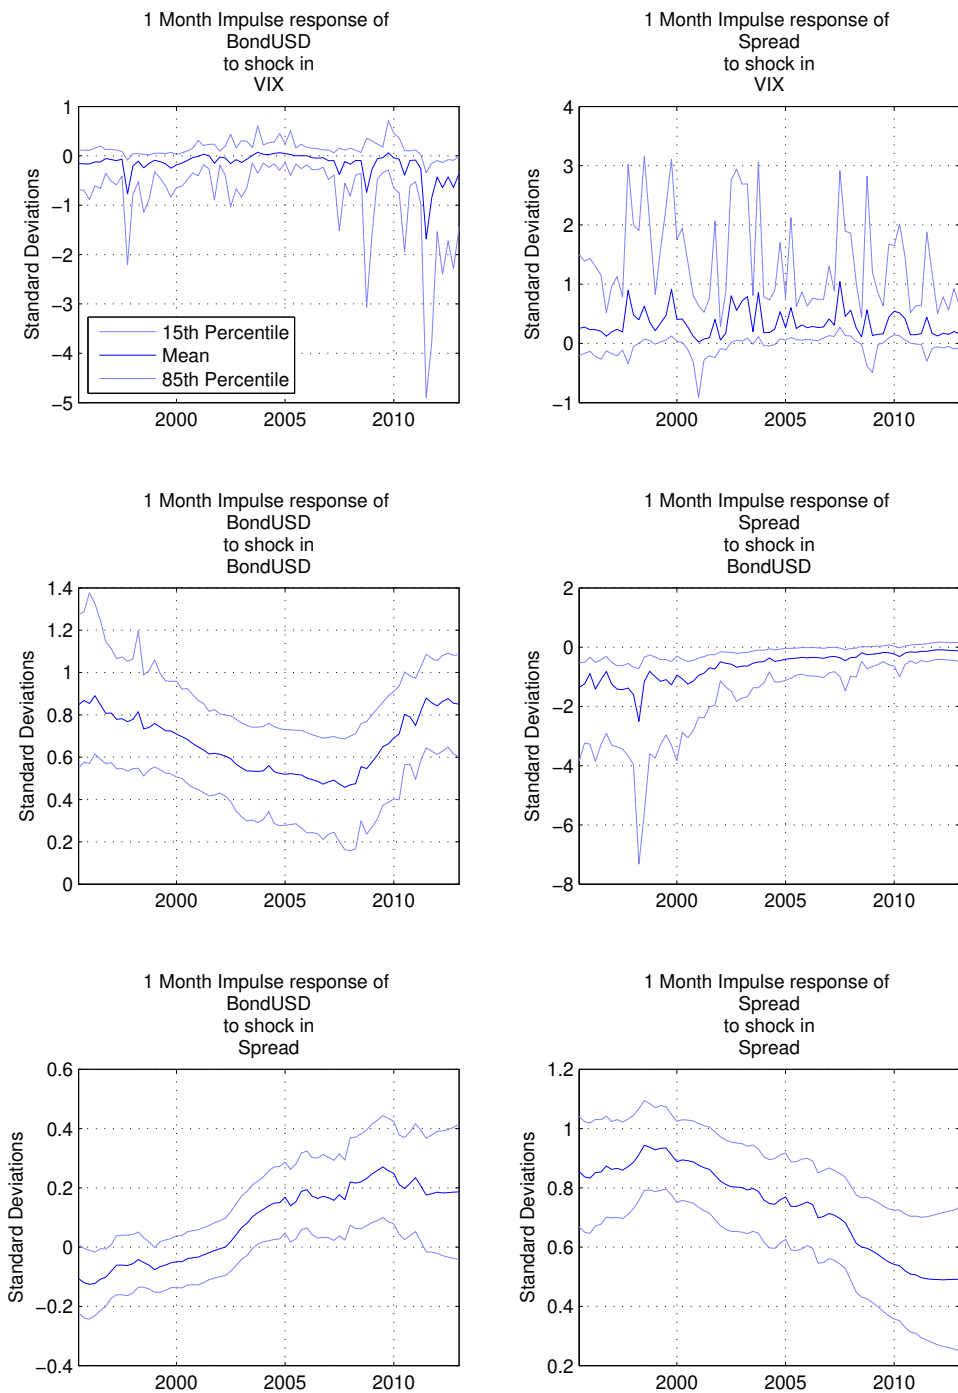 1 Month Impulse response of
BondUSD
to shock in
VIX
1
0
−1
−2
−3
−4
−5
Standard Deviations
15th Percentile
Mean
85th Percentile
2000
2005
2010
1 Month Impulse response of
Spread
to shock in
VIX
4
3
2
1
0
−1
Standard Deviations
2000
2005
2010
1 Month Impulse response of
BondUSD
to shock in
BondUSD
1.4
1.2
1
0.8
0.6
0.4
0.2
0
Standard Deviations
2000
2005
2010
1 Month Impulse response of
Spread
to shock in
BondUSD
2
0
−2
−4
−6
−8
Standard Deviations
2000
2005
2010
1 Month Impulse response of
BondUSD
to shock in
Spread
0.6
0.4
0.2
0
−0.2
−0.4
Standard Deviations
2000
2005
2010
1 Month Impulse response of
Spread
to shock in
Spread
1.2
1
0.8
0.6
0.4
0.2
Standard Deviations
2000
2005
2010